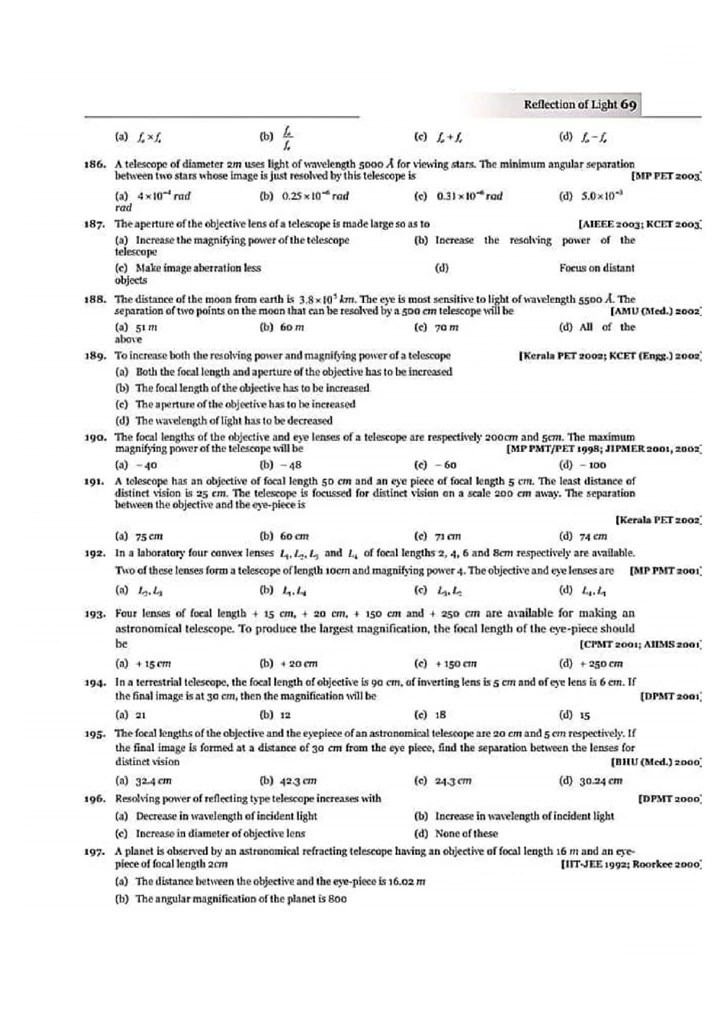 Reflection of Light 69
(a) fₒ × fₑ (b) fₒ/fₑ (c) fₒ + fₑ (d) fₒ − fₑ
186. A telescope of diameter 2m uses light of wavelength 5000 Å for viewing stars. The minimum angular separation
between two stars whose image is just resolved by this telescope is [MP PET 2003]
(a) 4×10⁻⁴ rad (b) 0.25×10⁻⁶ rad (c) 0.31×10⁻⁶ rad (d) 5.0×10⁻³
rad
187. The aperture of the objective lens of a telescope is made large so as to [AIEEE 2003; KCET 2003]
(a) Increase the magnifying power of the telescope (b) Increase the resolving power of the
telescope
(c) Make image aberration less (d) Focus on distant
objects
188. The distance of the moon from earth is 3.8×10⁵ km. The eye is most sensitive to light of wavelength 5500 Å. The
separation of two points on the moon that can be resolved by a 500 cm telescope will be [AMU (Med.) 2002]
(a) 51 m (b) 60 m (c) 70 m (d) All of the
above
189. To increase both the resolving power and magnifying power of a telescope [Kerala PET 2002; KCET (Engg.) 2002]
(a) Both the focal length and aperture of the objective has to be increased
(b) The focal length of the objective has to be increased
(c) The aperture of the objective has to be increased
(d) The wavelength of light has to be decreased
190. The focal lengths of the objective and eye lenses of a telescope are respectively 200cm and 5cm. The maximum
magnifying power of the telescope will be [MP PMT/PET 1998; JIPMER 2001, 2002]
(a) – 40 (b) – 48 (c) – 60 (d) – 100
191. A telescope has an objective of focal length 50 cm and an eye piece of focal length 5 cm. The least distance of
distinct vision is 25 cm. The telescope is focussed for distinct vision on a scale 200 cm away. The separation
between the objective and the eye-piece is
[Kerala PET 2002]
(a) 75 cm (b) 60 cm (c) 71 cm (d) 74 cm
192. In a laboratory four convex lenses L₁, L₂, L₃ and L₄ of focal lengths 2, 4, 6 and 8cm respectively are available.
Two of these lenses form a telescope of length 10cm and magnifying power 4. The objective and eye lenses are [MP PMT 2001]
(a) L₂, L₃ (b) L₁, L₄ (c) L₃, L₂ (d) L₄, L₁
193. Four lenses of focal length + 15 cm, + 20 cm, + 150 cm and + 250 cm are available for making an
astronomical telescope. To produce the largest magnification, the focal length of the eye-piece should
be [CPMT 2001; AIIMS 2001]
(a) + 15 cm (b) + 20 cm (c) + 150 cm (d) + 250 cm
194. In a terrestrial telescope, the focal length of objective is 90 cm, of inverting lens is 5 cm and of eye lens is 6 cm. If
the final image is at 30 cm, then the magnification will be [DPMT 2001]
(a) 21 (b) 12 (c) 18 (d) 15
195. The focal lengths of the objective and the eyepiece of an astronomical telescope are 20 cm and 5 cm respectively. If
the final image is formed at a distance of 30 cm from the eye piece, find the separation between the lenses for
distinct vision [BHU (Med.) 2000]
(a) 32.4 cm (b) 42.3 cm (c) 24.3 cm (d) 30.24 cm
196. Resolving power of reflecting type telescope increases with [DPMT 2000]
(a) Decrease in wavelength of incident light (b) Increase in wavelength of incident light
(c) Increase in diameter of objective lens (d) None of these
197. A planet is observed by an astronomical refracting telescope having an objective of focal length 16 m and an eye-
piece of focal length 2cm [IIT-JEE 1992; Roorkee 2000]
(a) The distance between the objective and the eye-piece is 16.02 m
(b) The angular magnification of the planet is 800